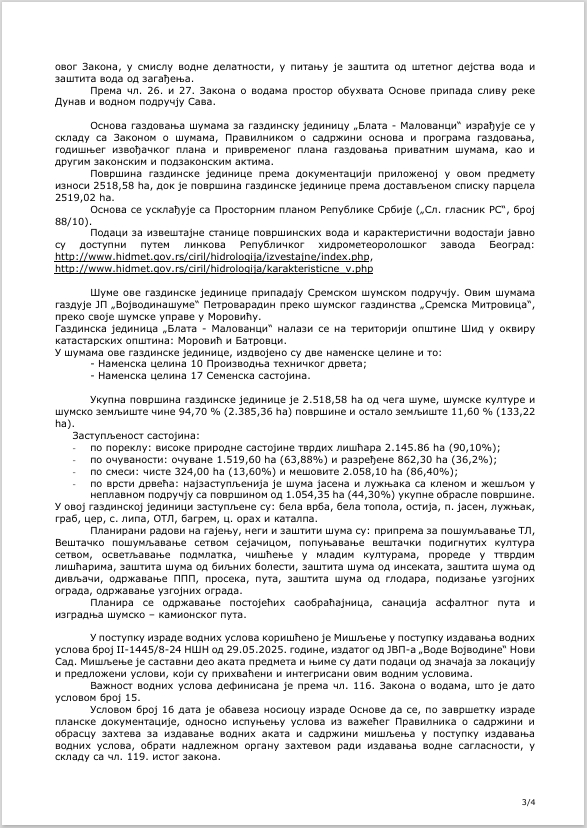 овог Закона, у смислу водне делатности, у питању је заштита од штетног дејства вода и
заштита вода од загађења.
Према чл. 26. и 27. Закона о водама простор обухвата Основе припада сливу реке
Дунав и водном подручју Сава.
Основа газдовања шумама за газдинску јединицу „Блата - Малованци“ израђује се у
складу са Законом о шумама, Правилником о садржини основа и програма газдовања,
годишњег извођачког плана и привременог плана газдовања приватним шумама, као и
другим законским и подзаконским актима.
Површина газдинске јединице према документацији приложеној у овом предмету
износи 2518,58 ha, док је површина газдинске јединице према достављеном списку парцела
2519,02 ha.
Основа се усклађује са Просторним планом Републике Србије („Сл. гласник РС“, број
88/10).
Подаци за извештајне станице површинских вода и карактеристични водостаји јавно
су доступни путем линкова Републичког хидрометеоролошког завода Београд:
http://www.hidmet.gov.rs/ciril/hidrologija/izvestajne/index.php,
http://www.hidmet.gov.rs/ciril/hidrologija/karakteristicne_v.php
Шуме ове газдинске јединице припадају Сремском шумском подручју. Овим шумама
газдује ЈП „Војводинашуме“ Петроварадин преко шумског газдинства „Сремска Митровица“,
преко своје шумске управе у Моровићу.
Газдинска јединица „Блата - Малованци“ налази се на територији општине Шид у оквиру
катастарских општина: Моровић и Батровци.
У шумама ове газдинске јединице, издвојено су две наменске целине и то:
- Наменска целина 10 Производња техничког дрвета;
- Наменска целина 17 Семенска састојина.
Укупна површина газдинске јединице је 2.518,58 ha од чега шуме, шумске културе и
шумско земљиште чине 94,70 % (2.385,36 ha) површине и остало земљиште 11,60 % (133,22
ha).
Заступљеност састојина:
- по пореклу: високе природне састојине тврдих лишћара 2.145.86 ha (90,10%);
- по очуваности: очуване 1.519,60 ha (63,88%) и разређене 862,30 ha (36,2%);
- по смеси: чисте 324,00 ha (13,60%) и мешовите 2.058,10 ha (86,40%);
- по врсти дрвећа: најзаступљенија је шума јасена и лужњака са кленом и жешљом у
неплавном подручју са површином од 1.054,35 ha (44,30%) укупне обрасле површине.
У овој газдинској јединици заступљене су: бела врба, бела топола, остија, п. јасен, лужњак,
граб, цер, с. липа, ОТЛ, багрем, ц. орах и каталпа.
Планирани радови на гајењу, неги и заштити шума су: припрема за пошумљавање ТЛ,
Вештачко пошумљавање сетвом сејачицом, попуњавање вештачки подигнутих култура
сетвом, осветљавање подмлатка, чишћење у младим културама, прореде у ттврдим
лишћарима, заштита шума од биљних болести, заштита шума од инсеката, заштита шума од
дивљачи, одржавање ППП, просека, пута, заштита шума од глодара, подизање узгојних
ограда, одржавање узгојних ограда.
Планира се одржавање постојећих саобраћајница, санација асфалтног пута и
изградња шумско – камионског пута.
У поступку израде водних услова коришћено је Мишљење у поступку издавања водних
услова број II-1445/8-24 НШН од 29.05.2025. године, издатог од ЈВП-а „Воде Војводине“ Нови
Сад. Мишљење је саставни део аката предмета и њиме су дати подаци од значаја за локацију
и предложени услови, који су прихваћени и интегрисани овим водним условима.
Важност водних услова дефинисана је према чл. 116. Закона о водама, што је дато
условом број 15.
Условом број 16 дата је обавеза носиоцу израде Основе да се, по завршетку израде
планске документације, односно испуњењу услова из важећег Правилника о садржини и
обрасцу захтева за издавање водних аката и садржини мишљења у поступку издавања
водних услова, обрати надлежном органу захтевом ради издавања водне сагласности, у
складу са чл. 119. истог закона.
3/4